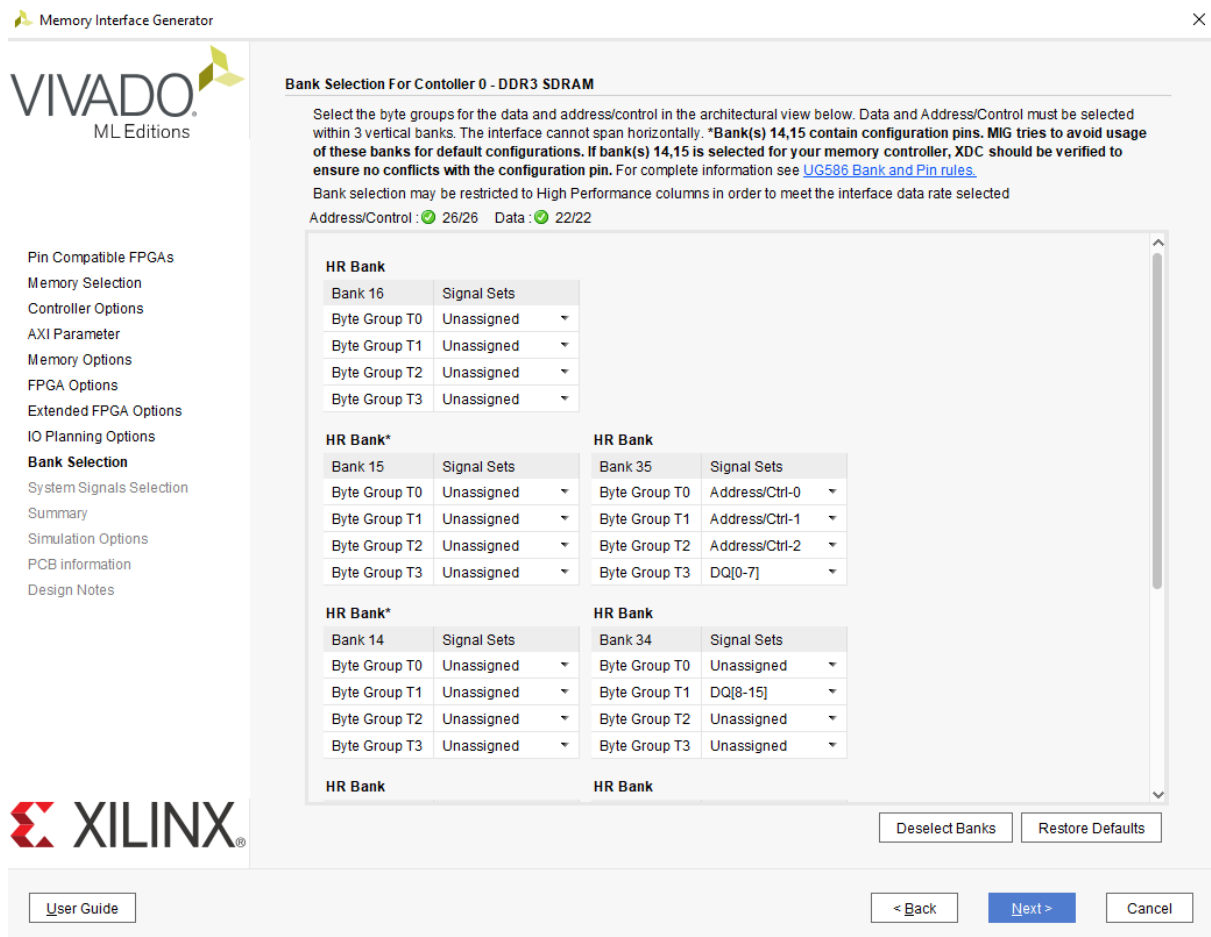 Memory Interface Generator
VIVADO.
ML Editions
Pin Compatible FPGAs
Memory Selection
Controller Options
AXI Parameter
Memory Options
FPGA Options
Extended FPGA Options
IO Planning Options
Bank Selection
System Signals Selection
Summary
Simulation Options
PCB information
Design Notes
XILINX®
Bank Selection For Contoller 0 - DDR3 SDRAM
Select the byte groups for the data and address/control in the architectural view below. Data and Address/Control must be selected
within 3 vertical banks. The interface cannot span horizontally. *Bank(s) 14,15 contain configuration pins. MIG tries to avoid usage
of these banks for default configurations. If bank(s) 14,15 is selected for your memory controller, XDC should be verified to
ensure no conflicts with the configuration pin. For complete information see UG586 Bank and Pin rules.
Bank selection may be restricted to High Performance columns in order to meet the interface data rate selected
Address/Control : 26/26 Data : 22/22
HR Bank
Bank 16 Signal Sets
Byte Group T0 Unassigned
Byte Group T1 Unassigned
Byte Group T2 Unassigned
Byte Group T3 Unassigned
HR Bank* HR Bank
Bank 15 Signal Sets Bank 35 Signal Sets
Byte Group T0 Unassigned Byte Group T0 Address/Ctrl-0
Byte Group T1 Unassigned Byte Group T1 Address/Ctrl-1
Byte Group T2 Unassigned Byte Group T2 Address/Ctrl-2
Byte Group T3 Unassigned Byte Group T3 DQ[0-7]
HR Bank* HR Bank
Bank 14 Signal Sets Bank 34 Signal Sets
Byte Group T0 Unassigned Byte Group T0 Unassigned
Byte Group T1 Unassigned Byte Group T1 DQ[8-15]
Byte Group T2 Unassigned Byte Group T2 Unassigned
Byte Group T3 Unassigned Byte Group T3 Unassigned
HR Bank HR Bank
Deselect Banks Restore Defaults
User Guide < Back Next > Cancel